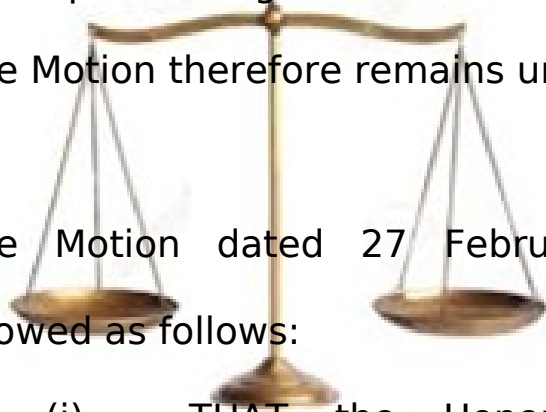 e Motion therefore remains un
e Motion dated 27 Febru
owed as follows:
(i) THAT the Hono